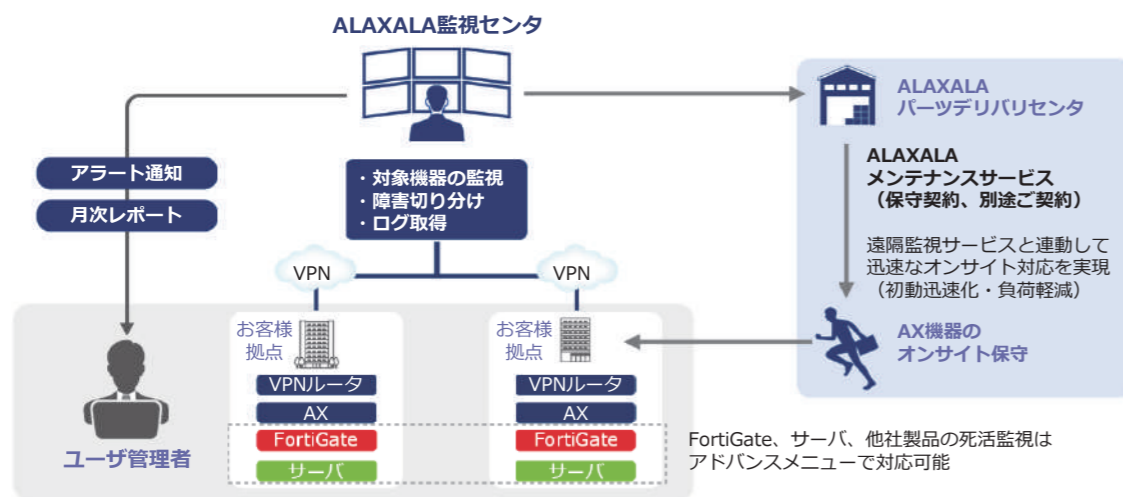 ALAXALA監視センタ
アラート通知
月次レポート
・対象機器の監視
・障害切り分け
・ログ取得
ALAXALA
パーツデリバリセンタ
ALAXALA
メンテナンスサービス
（保守契約、別途ご契約）
遠隔監視サービスと連動して
迅速なオンサイト対応を実現
（初動迅速化・負荷軽減）
AX機器の
オンサイト保守
VPN
VPN
お客様
拠点
VPNルータ
AX
FortiGate
サーバ
お客様
拠点
VPNルータ
AX
FortiGate
サーバ
ユーザ管理者
FortiGate、サーバ、他社製品の死活監視は
アドバンスメニューで対応可能